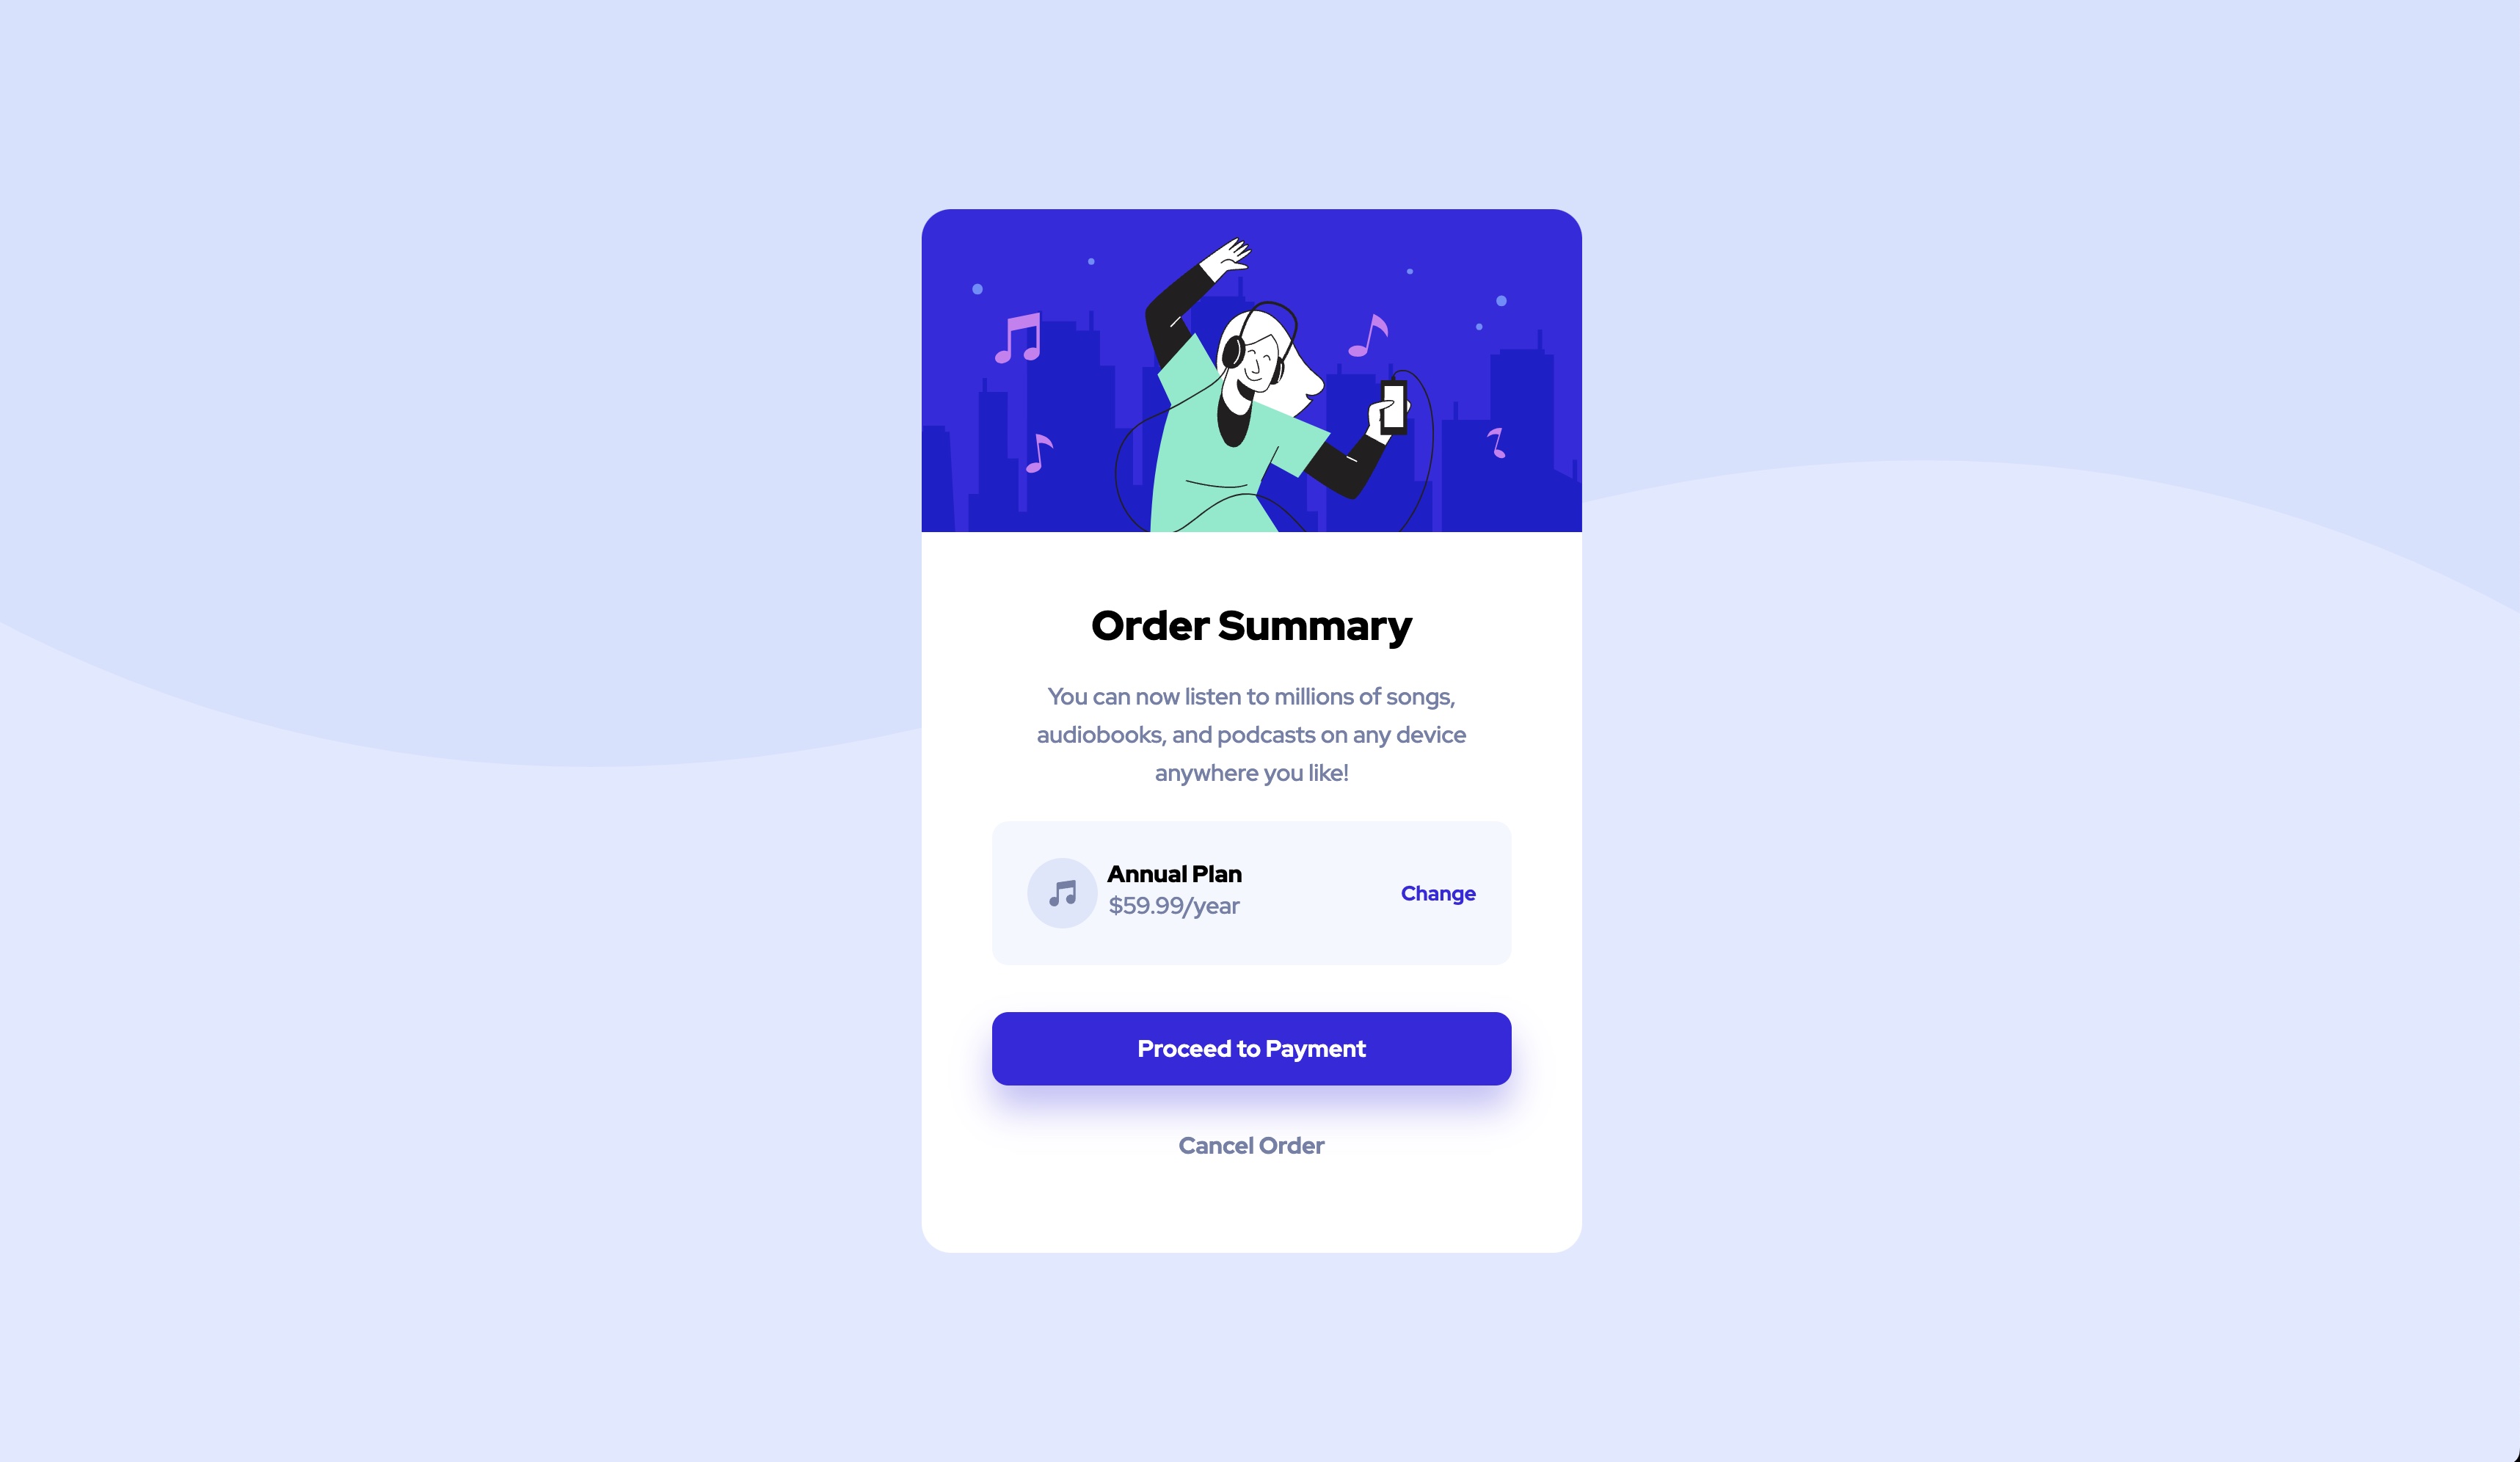 Order Summary
You can now listen to millions of songs,
audiobooks, and podcasts on any device
anywhere you like!
Annual Plan
$59.99/year
Change
Proceed to Payment
Cancel Order